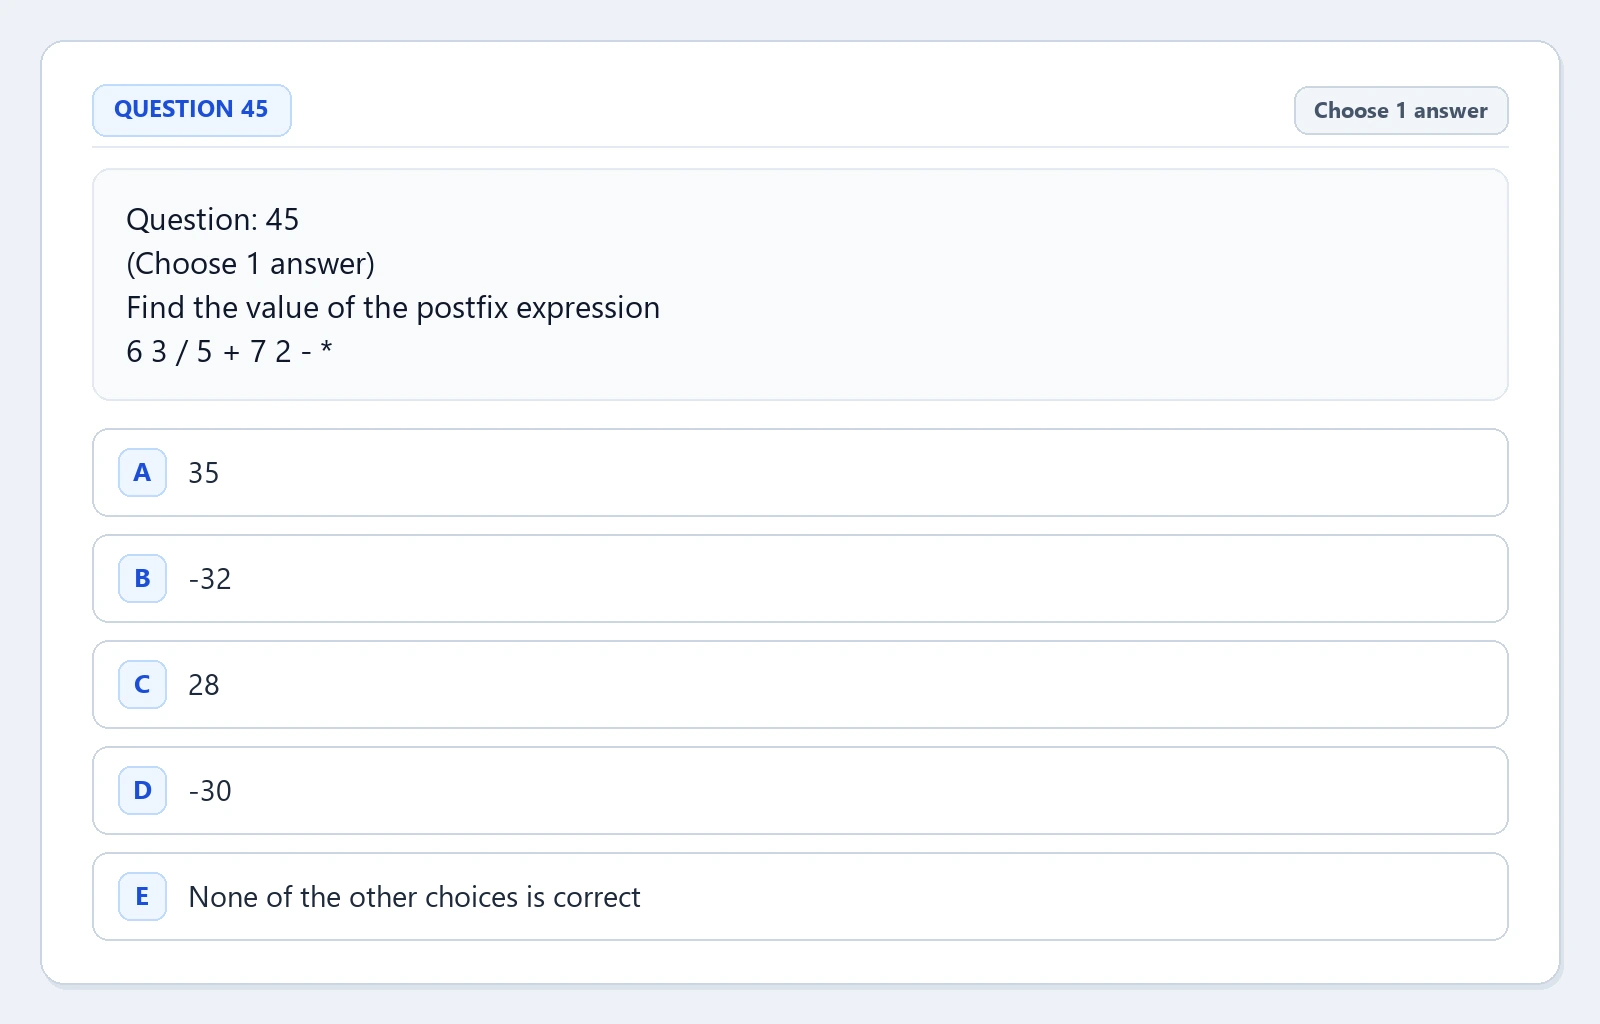 QUESTION 45
Choose 1 answer
Question: 45
(Choose 1 answer)
Find the value of the postfix expression
6 3 / 5 + 7 2 - *
A 35
B -32
C 28
D -30
E None of the other choices is correct